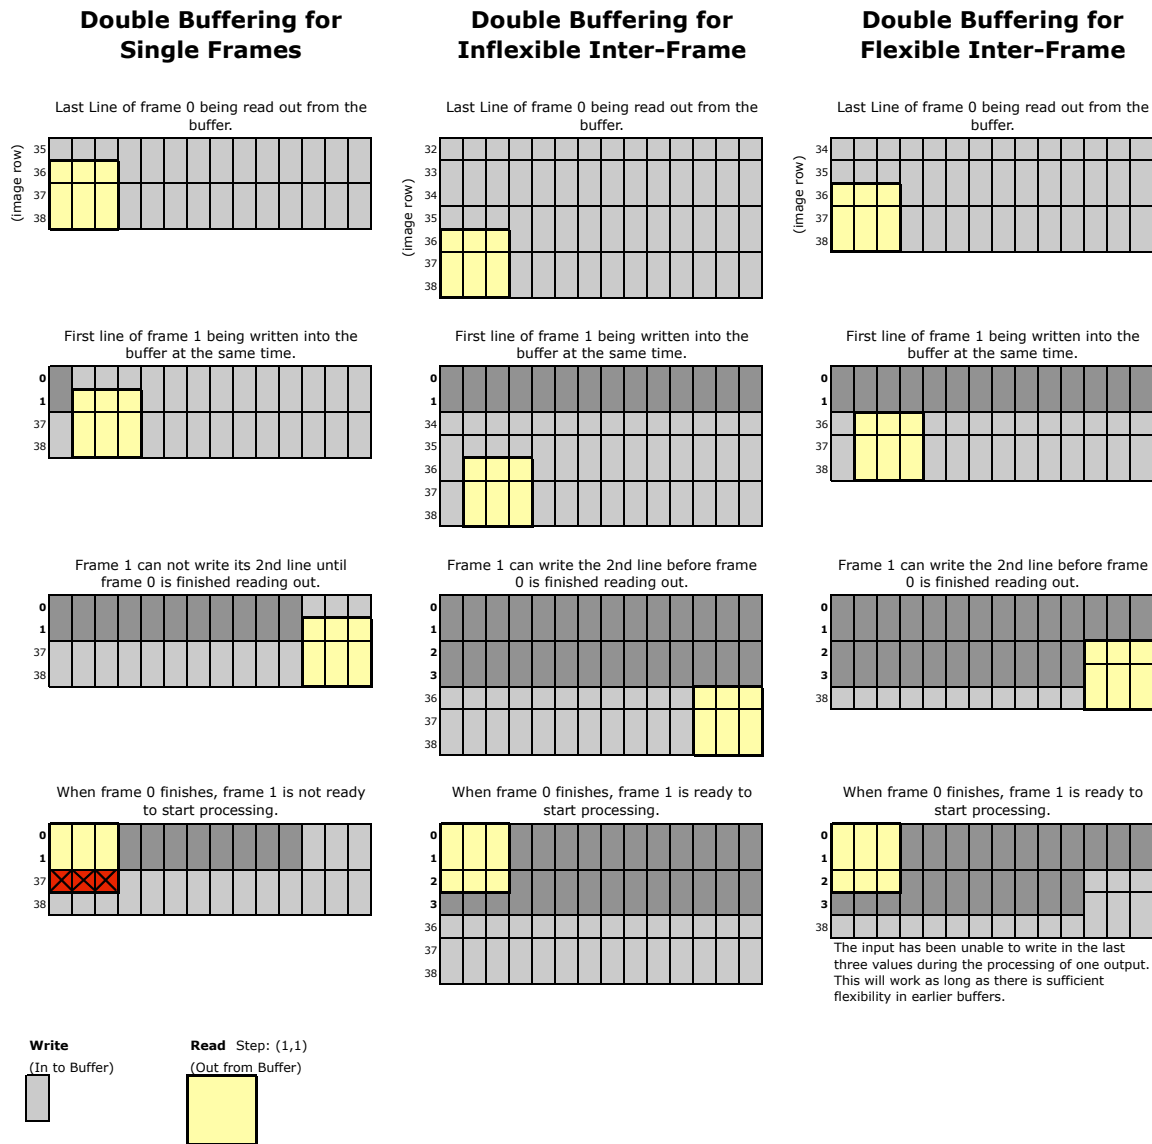 Double Buffering for
Single Frames
Last Line of frame 0 being read out from the
buffer.
(image row)
35
36
37
38
First line of frame 1 being written into the
buffer at the same time.
0
1
37
38
Frame 1 can not write its 2nd line until
frame 0 is finished reading out.
0
1
37
38
When frame 0 finishes, frame 1 is not ready
to start processing.
0
1
37
38
Double Buffering for
Inflexible Inter-Frame
Last Line of frame 0 being read out from the
buffer.
(image row)
32
33
34
35
36
37
38
First line of frame 1 being written into the
buffer at the same time.
0
1
34
35
36
37
38
Frame 1 can write the 2nd line before frame
0 is finished reading out.
0
1
2
3
36
37
38
When frame 0 finishes, frame 1 is ready to
start processing.
0
1
2
3
36
37
38
Double Buffering for
Flexible Inter-Frame
Last Line of frame 0 being read out from the
buffer.
(image row)
34
35
36
37
38
First line of frame 1 being written into the
buffer at the same time.
0
1
36
37
38
Frame 1 can write the 2nd line before frame
0 is finished reading out.
0
1
2
3
38
When frame 0 finishes, frame 1 is ready to
start processing.
0
1
2
3
38
The input has been unable to write in the last
three values during the processing of one output.
This will work as long as there is sufficient
flexibility in earlier buffers.
Write
(In to Buffer)
Read Step: (1,1)
(Out from Buffer)